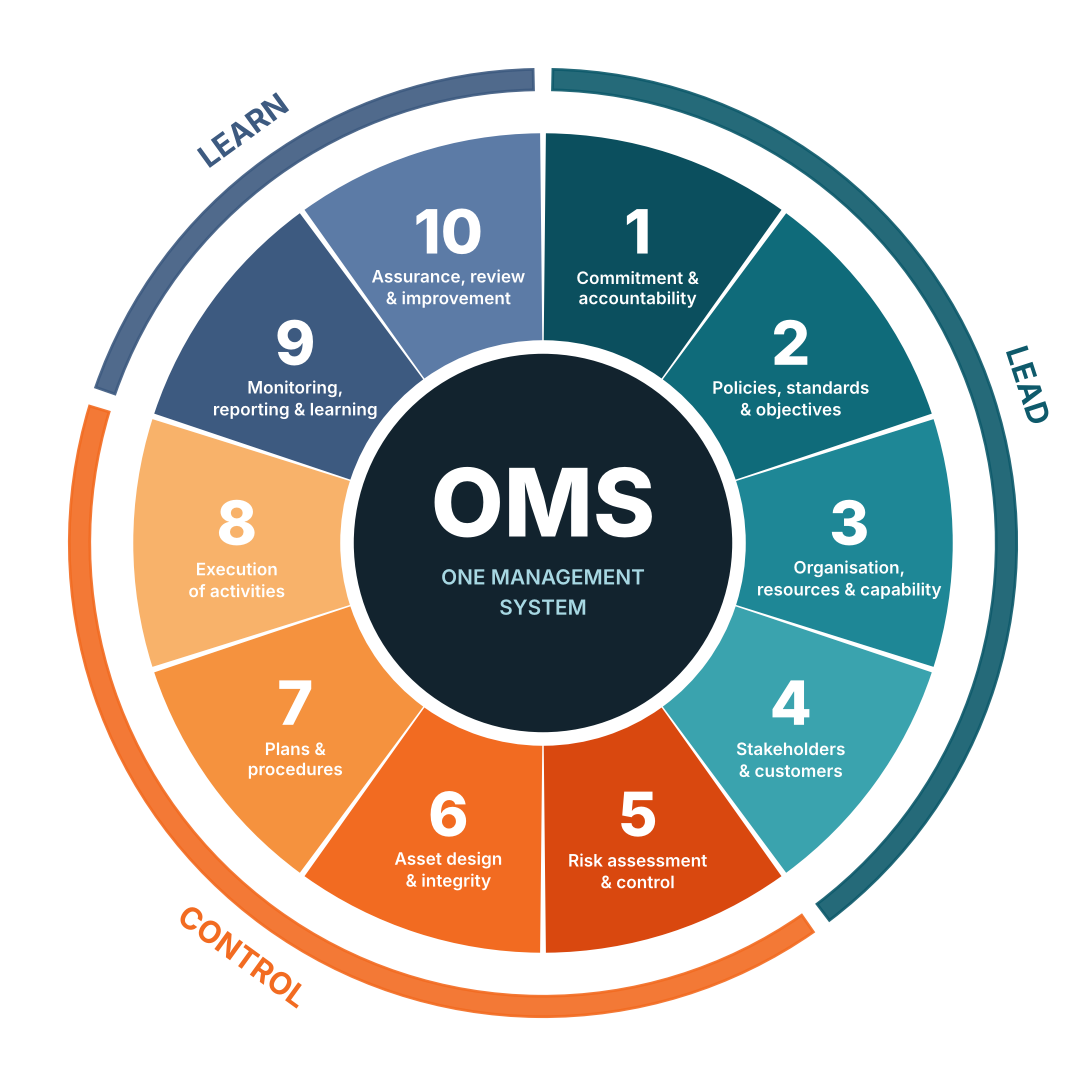 OMS
ONE MANAGEMENT
SYSTEM
LEAD
1
Commitment &
accountability
2
Policies, standards
& objectives
3
Organisation,
resources & capability
4
Stakeholders
& customers
CONTROL
5
Risk assessment
& control
6
Asset design
& integrity
7
Plans &
procedures
8
Execution
of activities
LEARN
9
Monitoring,
reporting & learning
10
Assurance, review
& improvement